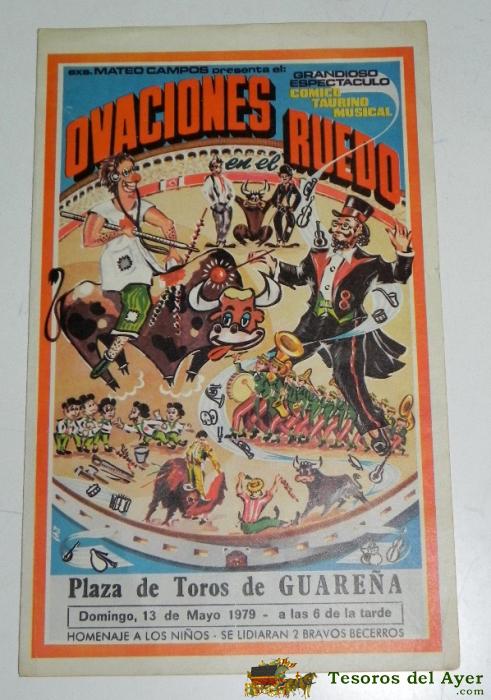 exs. MATEO CAMPOS presenta el:
GRANDIOSO
ESPECTACULO
COMICO
TAURINO
MUSICAL
OVACIONES
en el RUEDO
Plaza de Toros de GUAREÑA
Domingo, 13 de Mayo 1979 - a las 6 de la tarde
HOMENAJE A LOS NIÑOS - SE LIDIARAN 2 BRAVOS BECERROS
Tesoros del Ayer
.com